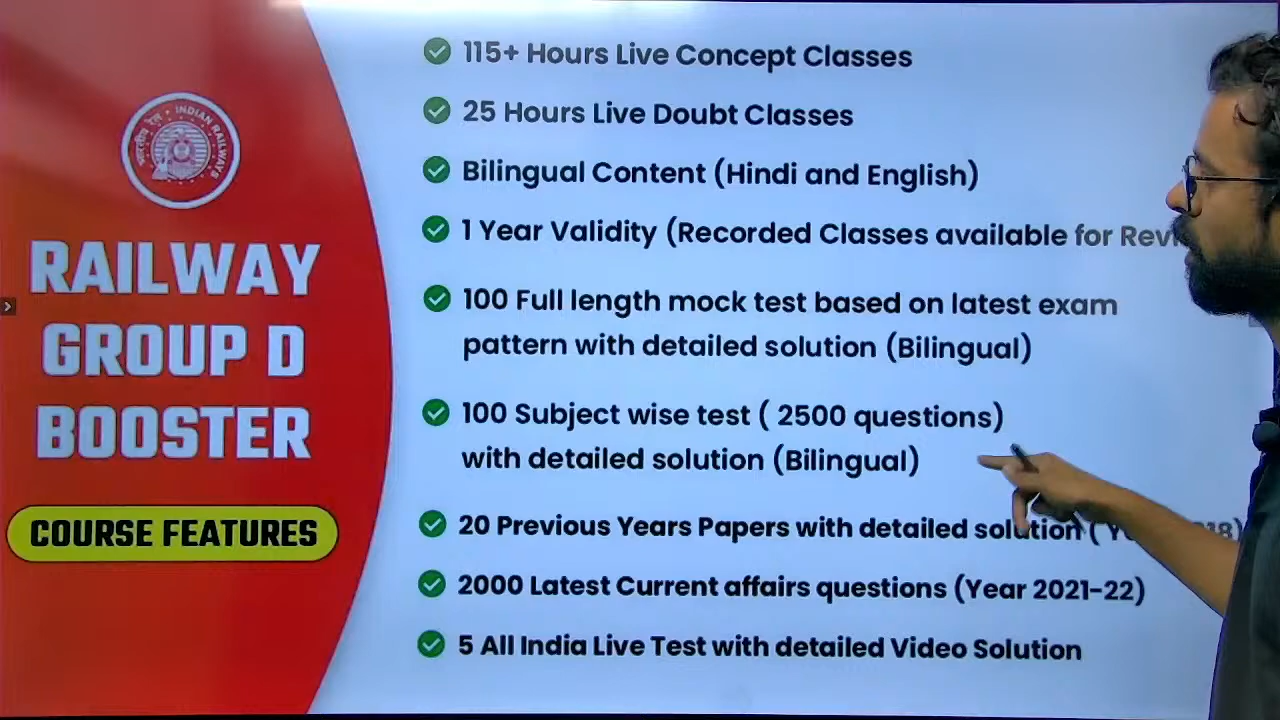 भारतीय रेल • INDIAN RAILWAYS
RAILWAY
GROUP D
BOOSTER
COURSE FEATURES
115+ Hours Live Concept Classes
25 Hours Live Doubt Classes
Bilingual Content (Hindi and English)
1 Year Validity (Recorded Classes available for
100 Full length mock test based on latest exam
pattern with detailed solution (Bilingual)
100 Subject wise test ( 2500 questions)
with detailed solution (Bilingual)
20 Previous Years Papers with detailed solution (
2000 Latest Current affairs questions (Year 2021-22)
5 All India Live Test with detailed Video Solution